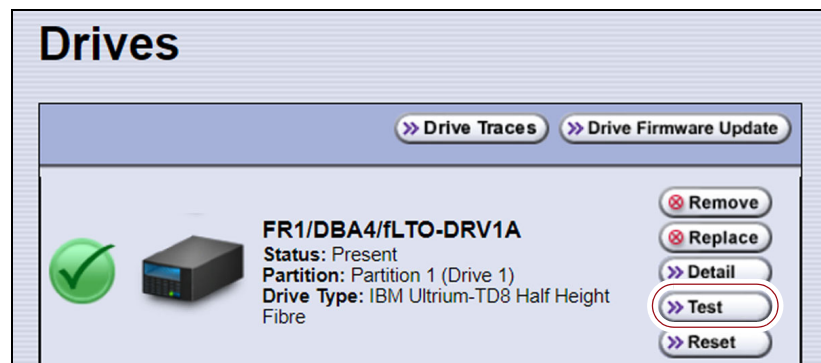 Drives
Drive Traces
Drive Firmware Update
Remove
FR1/DBA4/fLTO-DRV1A
Replace
Status: Present
Partition: Partition 1 (Drive 1)
Detail
Drive Type: IBM Ultrium-TD8 Half Height
Fibre
Test
Reset